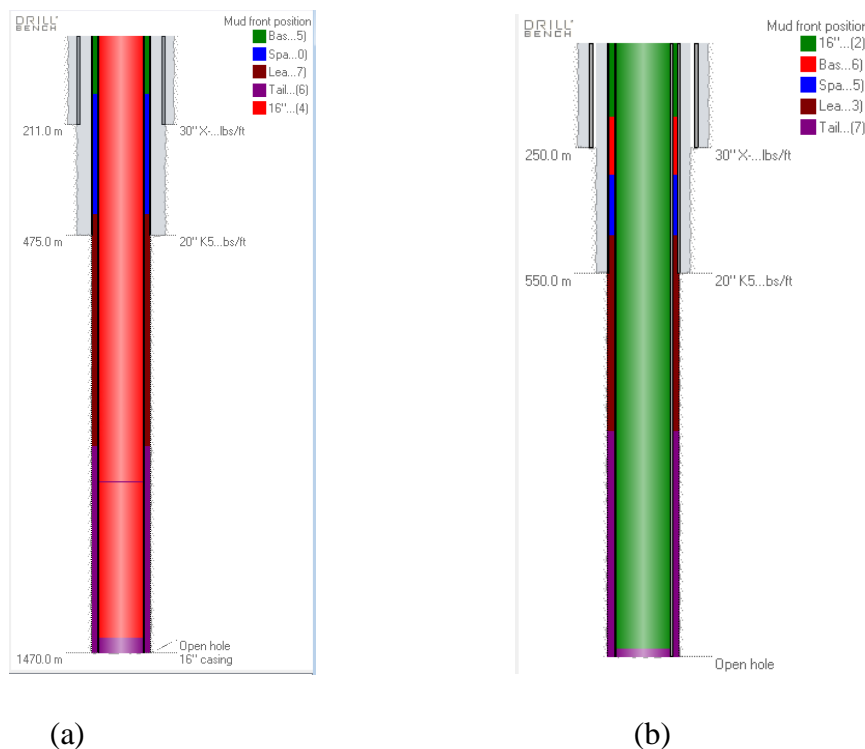 DRILL
BENCH
Mud front position
Bas...5)
Spa...0)
Lea...7)
Tail...(6)
16"...(4)
211.0 m
30" X-...lbs/ft
475.0 m
20" K5...bs/ft
Open hole
1470.0 m
16" casing
(a)
DRILL
BENCH
Mud front position
16"...(2)
Bas...6)
Spa...5)
Lea...3)
Tail...(7)
250.0 m
30" X-...lbs/ft
550.0 m
20" K5...bs/ft
Open hole
(b)